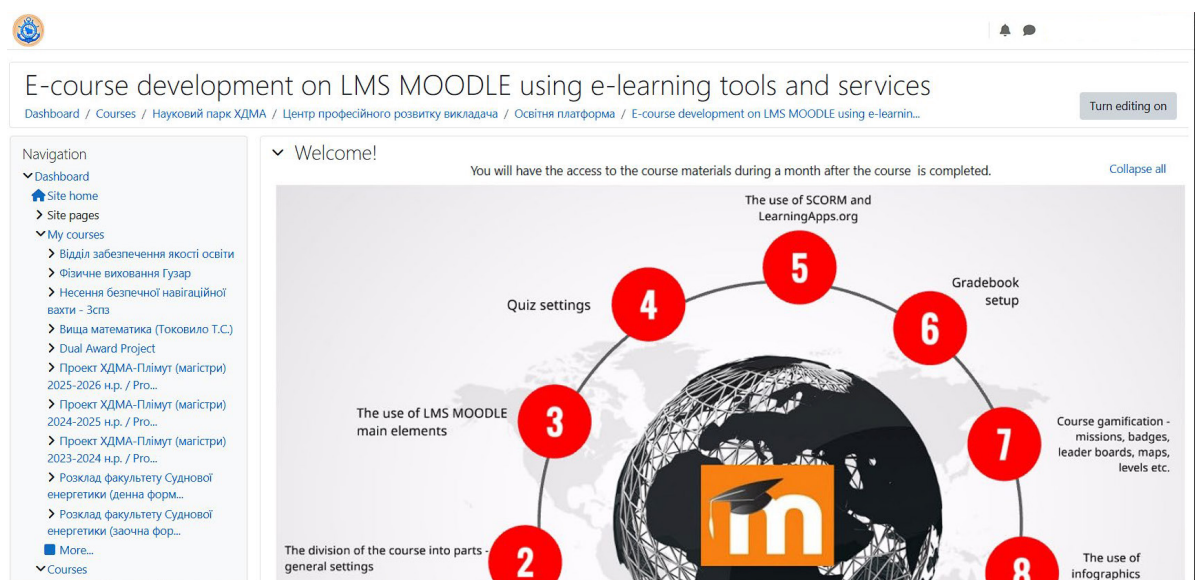 E-course development on LMS MOODLE using e-learning tools and services
Dashboard / Courses / Науковий парк ХДМА / Центр професійного розвитку викладача / Освітня платформа / E-course development on LMS MOODLE using e-learnin...
Turn editing on
Navigation
Dashboard
Site home
Site pages
My courses
Відділ забезпечення якості освіти
Фізичне виховання Гузар
Несення безпечної навігаційної
вахти - 3спз
Вища математика (Токовило Т.С.)
Dual Award Project
Проект ХДМА-Плімут (магістри)
2025-2026 н.р. / Pro...
Проект ХДМА-Плімут (магістри)
2024-2025 н.р. / Pro...
Проект ХДМА-Плімут (магістри)
2023-2024 н.р. / Pro...
Розклад факультету Суднової
енергетики (денна форм...
Розклад факультету Суднової
енергетики (заочна фор...
More...
Courses
Welcome!
You will have the access to the course materials during a month after the course is completed.
Collapse all
The use of SCORM and
LearningApps.org
5
Quiz settings
4
Gradebook
setup
6
The use of LMS MOODLE
main elements
3
Course gamification -
missions, badges,
leader boards, maps,
levels etc.
7
m
The division of the course into parts -
general settings
2
The use of
infographics
8